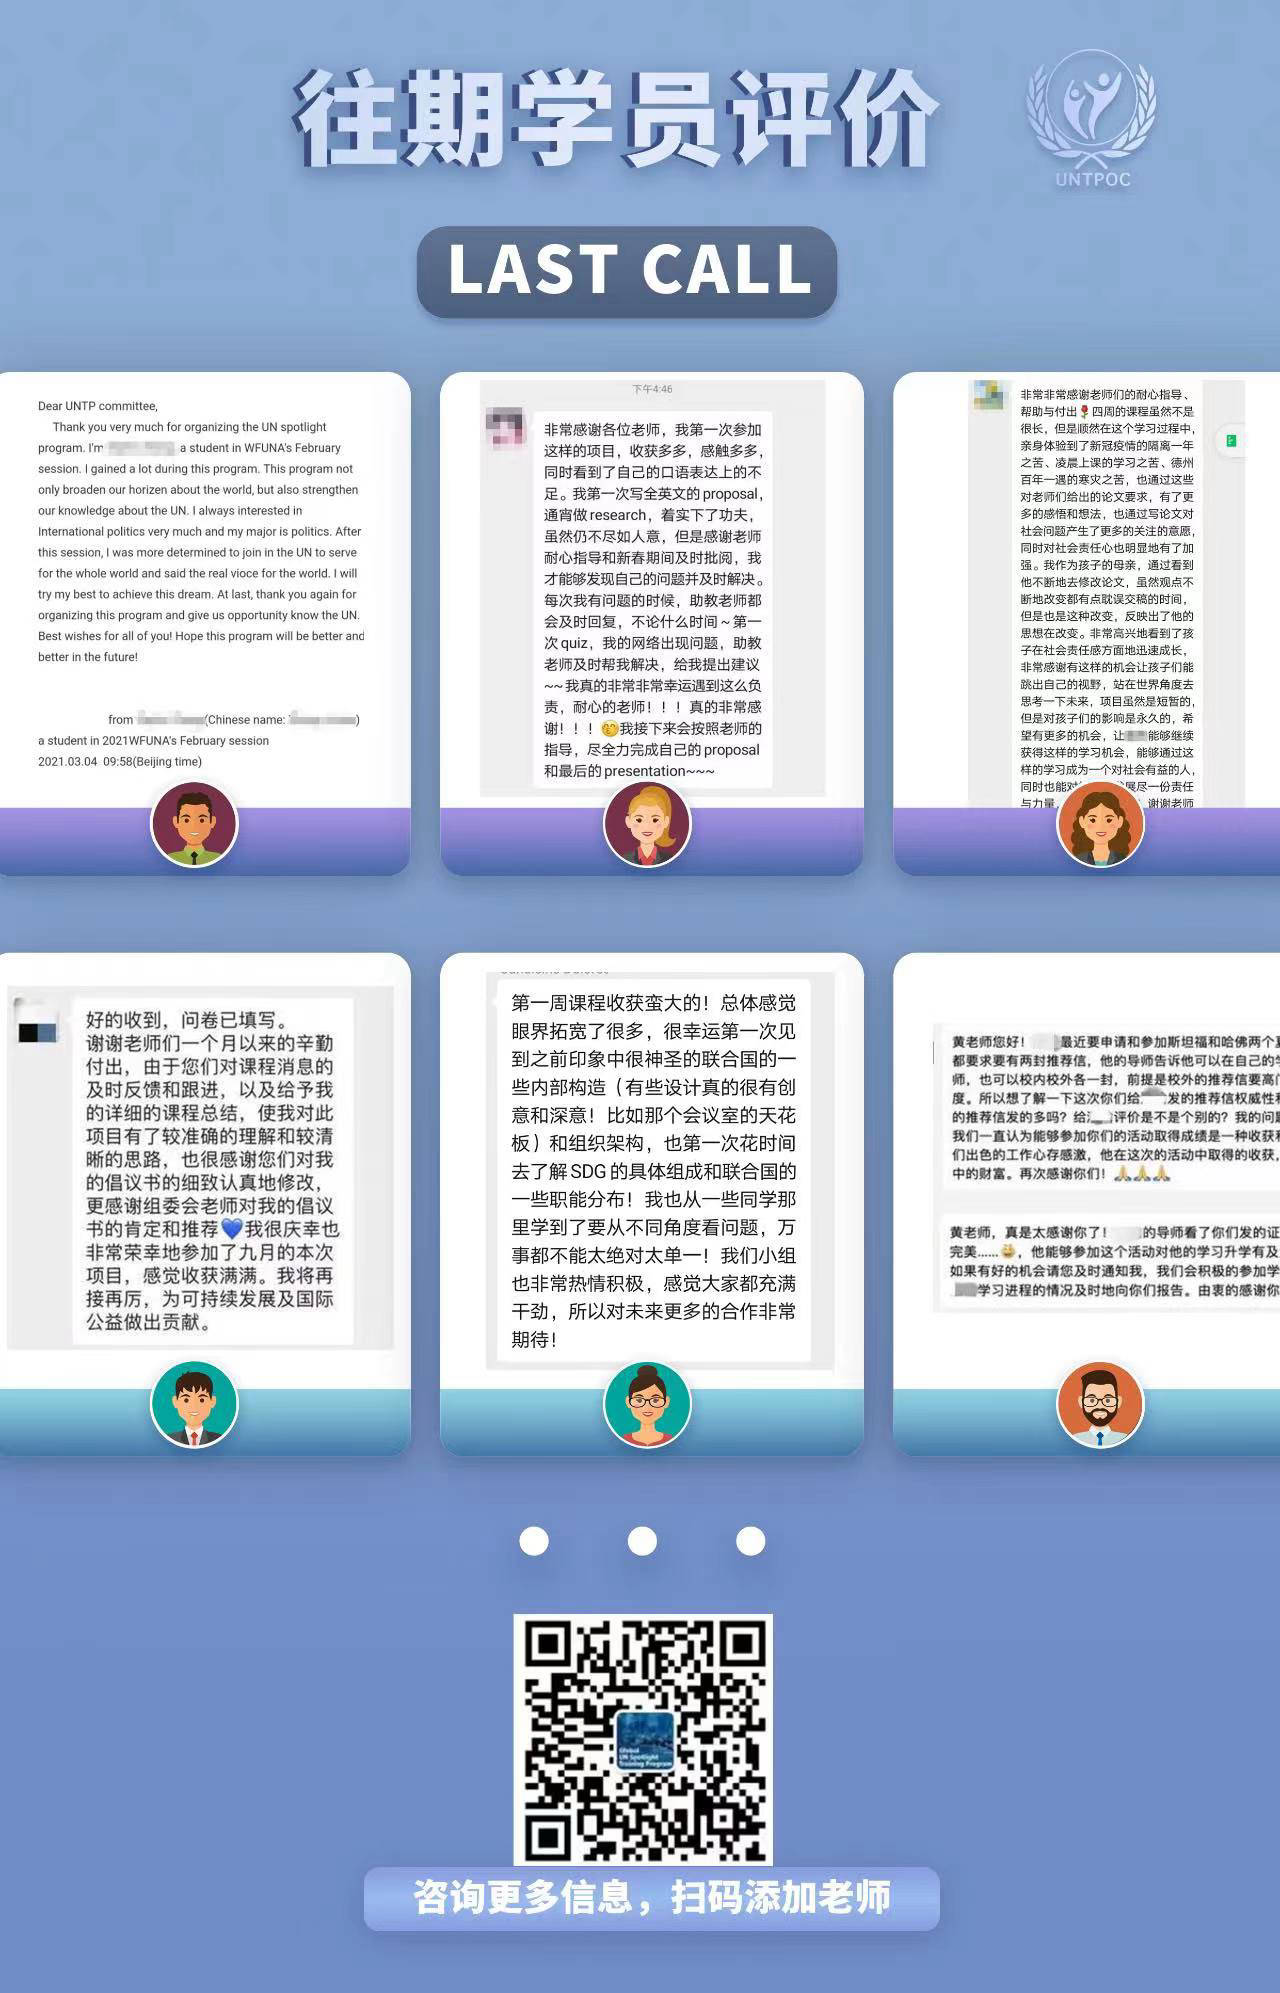 往期学员评价
UNTPOC
LAST CALL
Dear UNTP committee,
Thank you very much for organizing the UN spotlight
program. I'm a student in WFUNA's February
session. I gained a lot during this program. This program not
only broaden our horizen about the world, but also strengthen
our knowledge about the UN. I always interested in
International politics very much and my major is politics. After
this session, I was more determined to join in the UN to serve
for the whole world and said the real vioce for the world. I will
try my best to achieve this dream. At last, thank you again for
organizing this program and give us opportunity know the UN.
Best wishes for all of you! Hope this program will be better and
better in the future!
from (Chinese name: )
a student in 2021WFUNA's February session
2021.03.04 09:58(Beijing time)
下午4:46
非常感谢各位老师，我第一次参加
这样的项目，收获多多，感触多多，
同时看到了自己的口语表达上的不
足。我第一次写全英文的proposal，
通宵做research，着实下了功夫，
虽然仍不尽如人意，但是感谢老师
耐心指导和新春期间及时批阅，我
才能够发现自己的问题并及时解决。
每次我有问题的时候，助教老师都
会及时回复，不论什么时间～第一
次quiz，我的网络出现问题，助教
老师及时帮我解决，给我提出建议
~~我真的非常非常幸运遇到这么负
责，耐心的老师！！！真的非常感
谢！！！🤭我接下来会按照老师的
指导，尽全力完成自己的proposal
和最后的presentation~~~
非常非常感谢老师们的耐心指导、
帮助与付出🌹四周的课程虽然不是
很长，但是顺然在这个学习过程中，
亲身体验到了新冠疫情的隔离一年
之苦、凌晨上课的学习之苦、德州
百年一遇的寒灾之苦，也通过这些
对老师们给出的论文要求，有了更
多的感悟和想法，也通过写论文对
社会问题产生了更多的关注的意愿，
同时对社会责任心也明显地有了加
强。我作为孩子的母亲，通过看到
他不断地去修改论文，虽然观点不
断地改变都有点耽误交稿的时间，
但是也是这种改变，反映出了他的
思想在改变。非常高兴地看到了孩
子在社会责任感方面地迅速成长，
非常感谢有这样的机会让孩子们能
跳出自己的视野，站在世界角度去
思考一下未来，项目虽然是短暂的，
但是对孩子们的影响是永久的，希
望有更多的机会，让能够继续
获得这样的学习机会，能够通过这
样的学习成为一个对社会有益的人，
同时也能对展尽一份责任
与力量，谢谢老师
好的收到，问卷已填写。
谢谢老师们一个月以来的辛勤
付出，由于您们对课程消息的
及时反馈和跟进，以及给予我
的详细的课程总结，使我对此
项目有了较准确的理解和较清
晰的思路，也很感谢您们对我
的倡议书的细致认真地修改，
更感谢组委会老师对我的倡议
书的肯定和推荐💙我很庆幸也
非常荣幸地参加了九月的本次
项目，感觉收获满满。我将再
接再厉，为可持续发展及国际
公益做出贡献。
第一周课程收获蛮大的！总体感觉
眼界拓宽了很多，很幸运第一次见
到之前印象中很神圣的联合国的一
些内部构造（有些设计真的很有创
意和深意！比如那个会议室的天花
板）和组织架构，也第一次花时间
去了解SDG的具体组成和联合国的
一些职能分布！我也从一些同学那
里学到了要从不同角度看问题，万
事都不能太绝对太单一！我们小组
也非常热情积极，感觉大家都充满
干劲，所以对未来更多的合作非常
期待！
黄老师您好！最近要申请和参加斯坦福和哈佛两个
都要求要有两封推荐信，他的导师告诉他可以在自己的
师，也可以校内校外各一封，前提是校外的推荐信要高
度。所以想了解一下这次你们给发的推荐信权威性
的推荐信发的多吗？给评价是不是个别的？我的问
我们一直认为能够参加你们的活动取得成绩是一种收获
们出色的工作心存感激，他在这次的活动中取得的收获，
中的财富。再次感谢你们！🙏🙏🙏
黄老师，真是太感谢你了！的导师看了你们发的证
完美......😄，他能够参加这个活动对他的学习升学有及
如果有好的机会请您及时通知我，我们会积极的参加学
学习进程的情况及时地向你们报告。由衷的感谢你
Global
UN Spotlight
Training Program
咨询更多信息，扫码添加老师